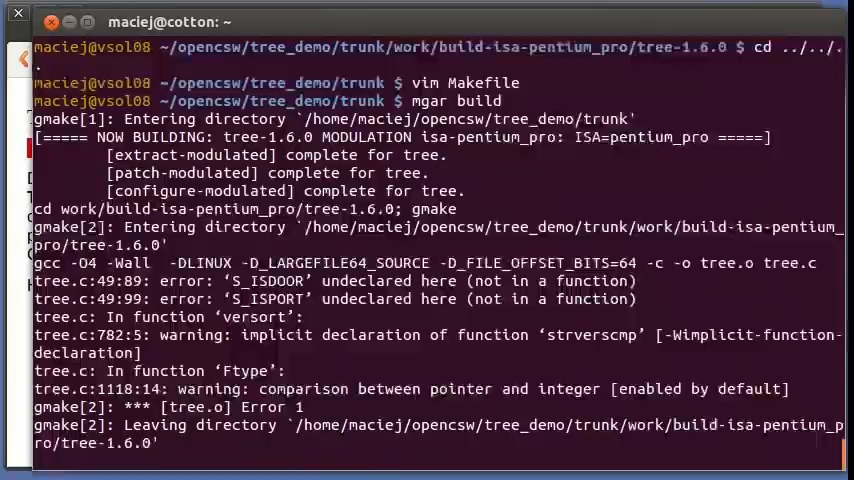 maciej@cotton: ~
maciej@vsol08 ~/opencsw/tree_demo/trunk/work/build-isa-pentium_pro/tree-1.6.0 $ cd ../../.
.
maciej@vsol08 ~/opencsw/tree_demo/trunk $ vim Makefile
maciej@vsol08 ~/opencsw/tree_demo/trunk $ mgar build
gmake[1]: Entering directory `/home/maciej/opencsw/tree_demo/trunk'
[===== NOW BUILDING: tree-1.6.0 MODULATION isa-pentium_pro: ISA=pentium_pro =====]
[extract-modulated] complete for tree.
[patch-modulated] complete for tree.
[configure-modulated] complete for tree.
cd work/build-isa-pentium_pro/tree-1.6.0; gmake
gmake[2]: Entering directory `/home/maciej/opencsw/tree_demo/trunk/work/build-isa-pentium_
pro/tree-1.6.0'
gcc -O4 -Wall  -DLINUX -D_LARGEFILE64_SOURCE -D_FILE_OFFSET_BITS=64 -c -o tree.o tree.c
tree.c:49:89: error: ‘S_ISDOOR’ undeclared here (not in a function)
tree.c:49:99: error: ‘S_ISPORT’ undeclared here (not in a function)
tree.c: In function ‘versort’:
tree.c:782:5: warning: implicit declaration of function ‘strverscmp’ [-Wimplicit-function-
declaration]
tree.c: In function ‘Ftype’:
tree.c:1118:14: warning: comparison between pointer and integer [enabled by default]
gmake[2]: *** [tree.o] Error 1
gmake[2]: Leaving directory `/home/maciej/opencsw/tree_demo/trunk/work/build-isa-pentium_p
ro/tree-1.6.0'